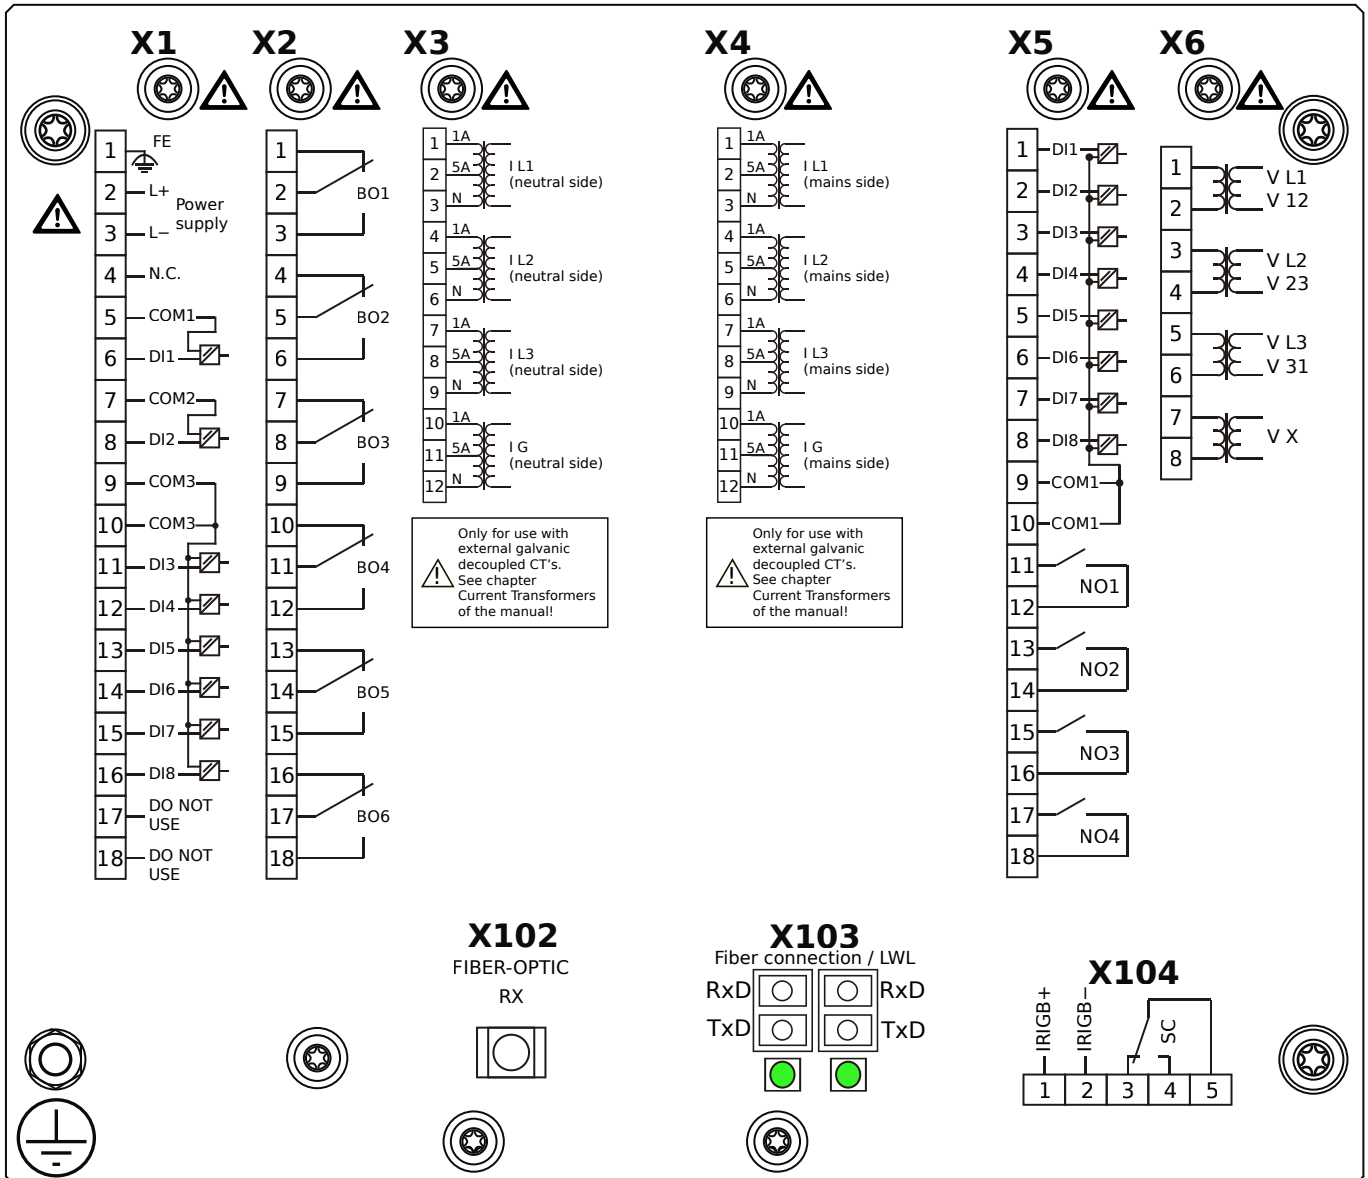 X1
X2
X3
X4
X5
X6
1
FE
2
L+
Power
supply
3
L−
4
N.C.
5
COM1
6
DI1
7
COM2
8
DI2
9
COM3
10
COM3
11
DI3
12
DI4
13
DI5
14
DI6
15
DI7
16
DI8
17
DO NOT
USE
18
DO NOT
USE
1
2
BO1
3
4
5
BO2
6
7
8
BO3
9
10
11
BO4
12
13
14
BO5
15
16
17
BO6
18
1
1A
2
5A
I L1
(neutral side)
3
N
4
1A
5
5A
I L2
(neutral side)
6
N
7
1A
8
5A
I L3
(neutral side)
9
N
10
1A
11
5A
I G
(neutral side)
12
N
Only for use with
external galvanic
decoupled CT's.
See chapter
Current Transformers
of the manual!
1
1A
2
5A
I L1
(mains side)
3
N
4
1A
5
5A
I L2
(mains side)
6
N
7
1A
8
5A
I L3
(mains side)
9
N
10
1A
11
5A
I G
(mains side)
12
N
Only for use with
external galvanic
decoupled CT's.
See chapter
Current Transformers
of the manual!
1
DI1
2
DI2
3
DI3
4
DI4
5
DI5
6
DI6
7
DI7
8
DI8
9
COM1
10
COM1
11
NO1
12
13
NO2
14
15
NO3
16
17
NO4
18
1
V L1
2
V 12
3
V L2
4
V 23
5
V L3
6
V 31
7
V X
8
X102
FIBER-OPTIC
RX
X103
Fiber connection / LWL
RxD
RxD
TxD
TxD
X104
IRIGB+
IRIGB−
SC
1 2 3 4 5